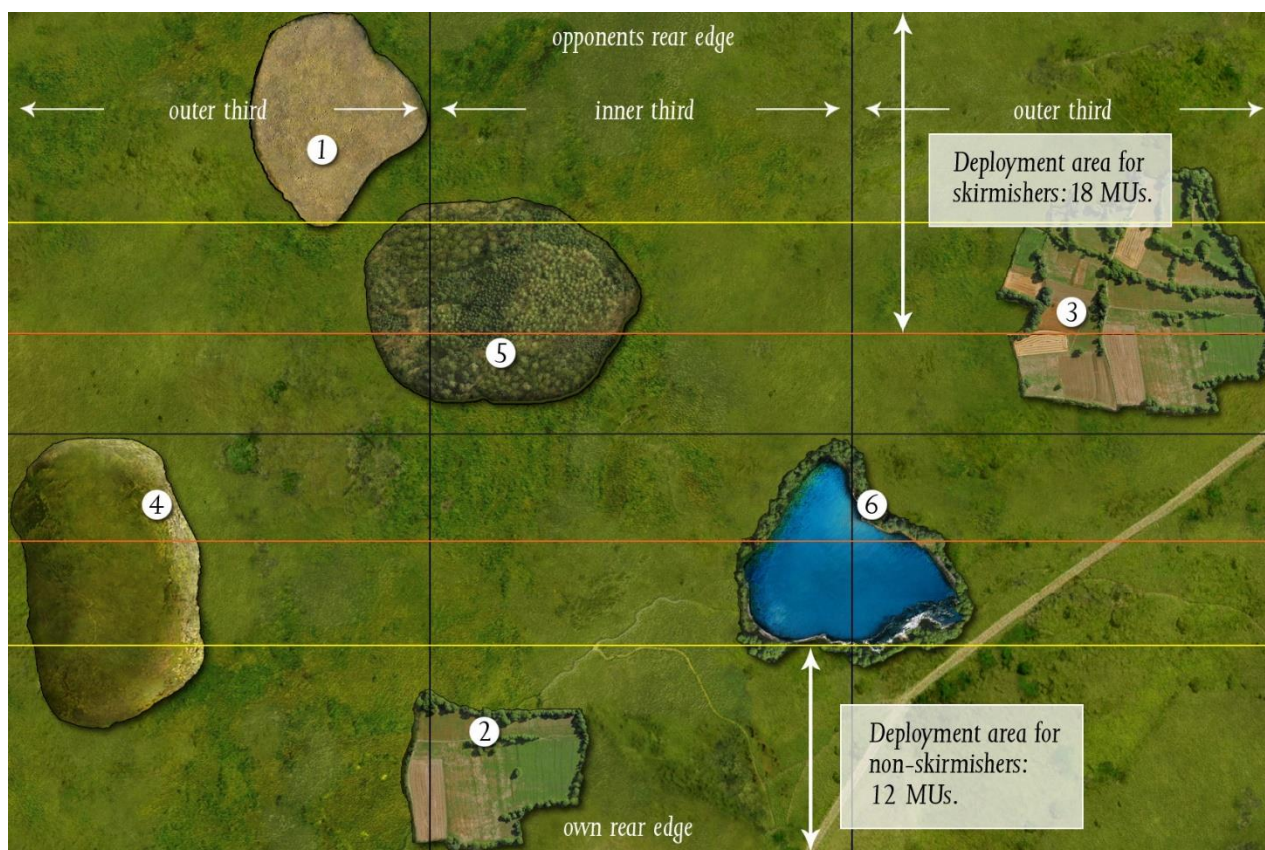 opponents rear edge
outer third
inner third
outer third
1
Deployment area for
skirmishers: 18 MUs.
3
5
4
6
2
Deployment area for
non-skirmishers:
12 MUs.
own rear edge